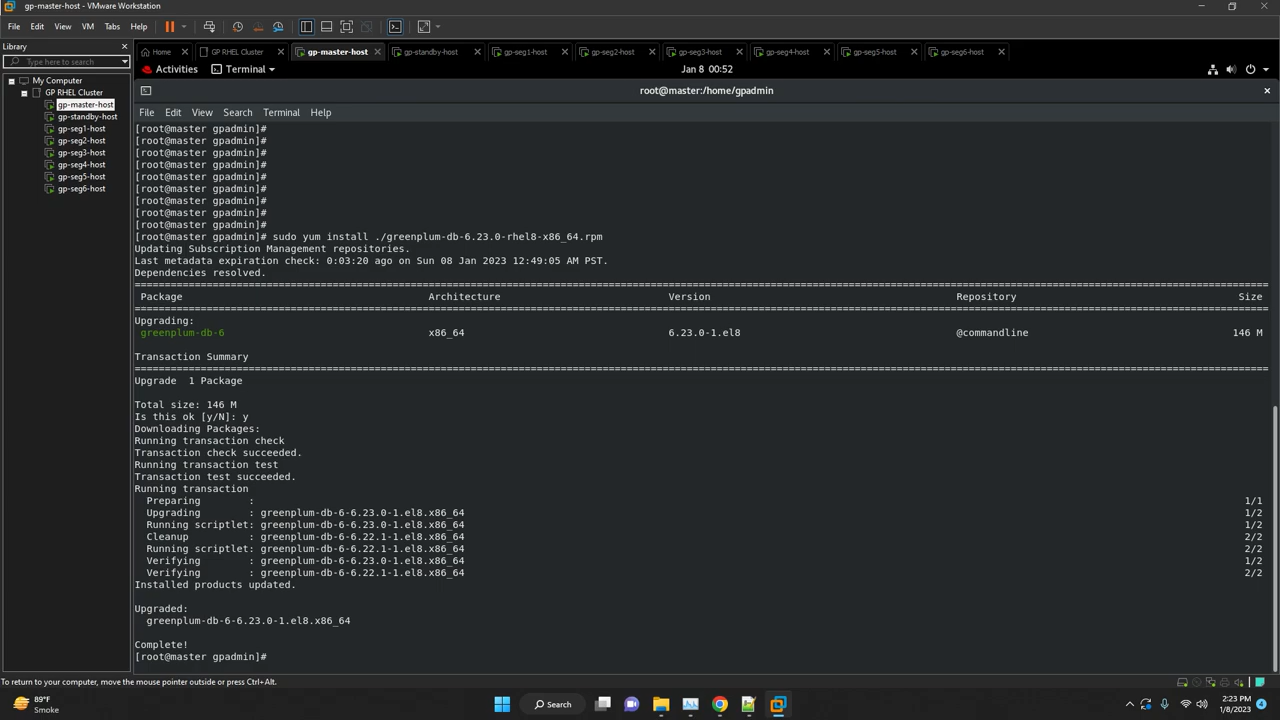 gp-master-host - VMware Workstation
File Edit View VM Tabs Help
Library
Type here to search
My Computer
GP RHEL Cluster
gp-master-host
gp-standby-host
gp-seg1-host
gp-seg2-host
gp-seg3-host
gp-seg4-host
gp-seg5-host
gp-seg6-host
Home GP RHEL Cluster gp-master-host gp-standby-host gp-seg1-host gp-seg2-host gp-seg3-host gp-seg4-host gp-seg5-host gp-seg6-host
Activities Terminal Jan 8 00:52
root@master:/home/gpadmin
File Edit View Search Terminal Help
[root@master gpadmin]#
[root@master gpadmin]#
[root@master gpadmin]#
[root@master gpadmin]#
[root@master gpadmin]#
[root@master gpadmin]#
[root@master gpadmin]#
[root@master gpadmin]#
[root@master gpadmin]#
[root@master gpadmin]# sudo yum install ./greenplum-db-6.23.0-rhel8-x86_64.rpm
Updating Subscription Management repositories.
Last metadata expiration check: 0:03:20 ago on Sun 08 Jan 2023 12:49:05 AM PST.
Dependencies resolved.
Package Architecture Version Repository Size
Upgrading:
greenplum-db-6 x86_64 6.23.0-1.el8 @commandline 146 M
Transaction Summary
Upgrade 1 Package
Total size: 146 M
Is this ok [y/N]: y
Downloading Packages:
Running transaction check
Transaction check succeeded.
Running transaction test
Transaction test succeeded.
Running transaction
Preparing : 1/1
Upgrading : greenplum-db-6-6.23.0-1.el8.x86_64 1/2
Running scriptlet: greenplum-db-6-6.23.0-1.el8.x86_64 1/2
Cleanup : greenplum-db-6-6.22.1-1.el8.x86_64 2/2
Running scriptlet: greenplum-db-6-6.22.1-1.el8.x86_64 2/2
Verifying : greenplum-db-6-6.23.0-1.el8.x86_64 1/2
Verifying : greenplum-db-6-6.22.1-1.el8.x86_64 2/2
Installed products updated.
Upgraded:
greenplum-db-6-6.23.0-1.el8.x86_64
Complete!
[root@master gpadmin]#
To return to your computer, move the mouse pointer outside or press Ctrl+Alt.
89°F
Smoke
Search
2:23 PM
1/8/2023
4